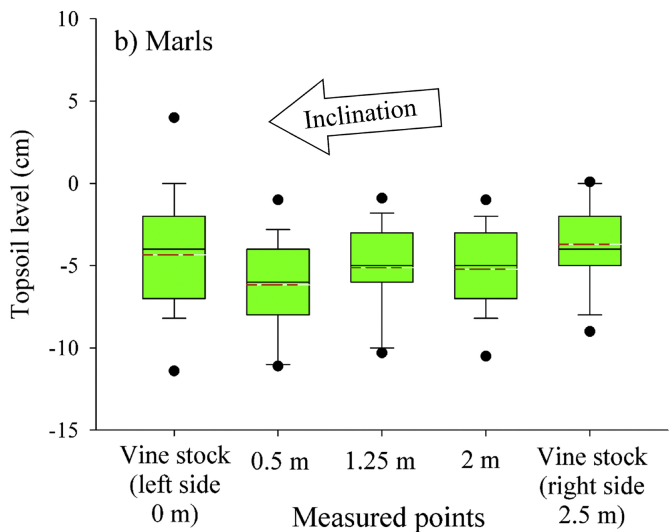 b) Marls
Inclination
Topsoil level (cm)
10
5
0
-5
-10
-15
Vine stock
(left side
0 m)
0.5 m
1.25 m
2 m
Vine stock
(right side
2.5 m)
Measured points